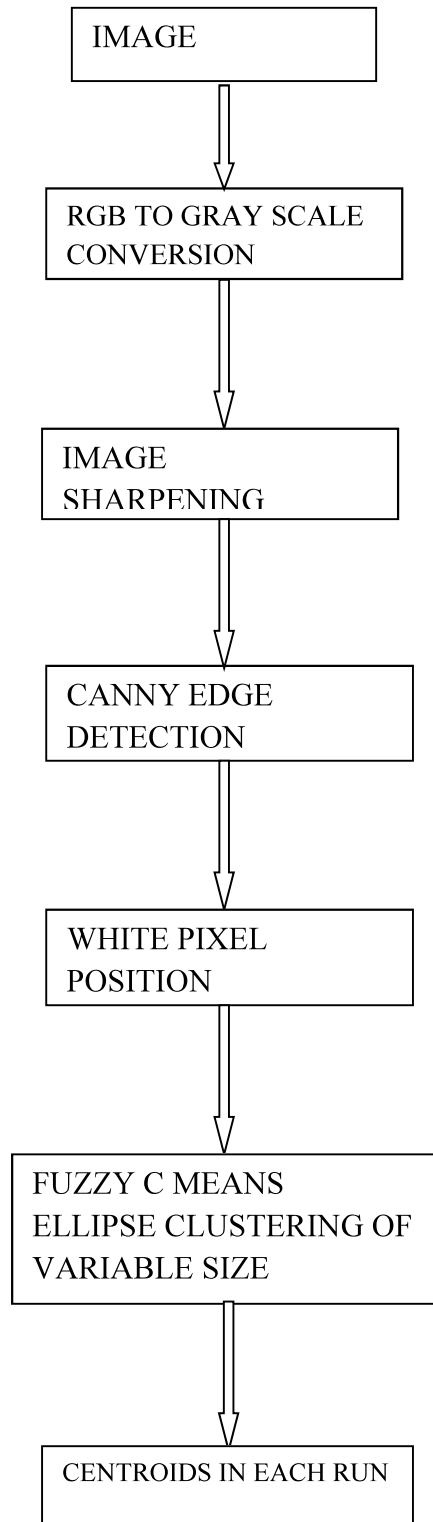 IMAGE
RGB TO GRAY SCALE
CONVERSION
IMAGE
SHARPENING
CANNY EDGE
DETECTION
WHITE PIXEL
POSITION
FUZZY C MEANS
ELLIPSE CLUSTERING OF
VARIABLE SIZE
CENTROIDS IN EACH RUN